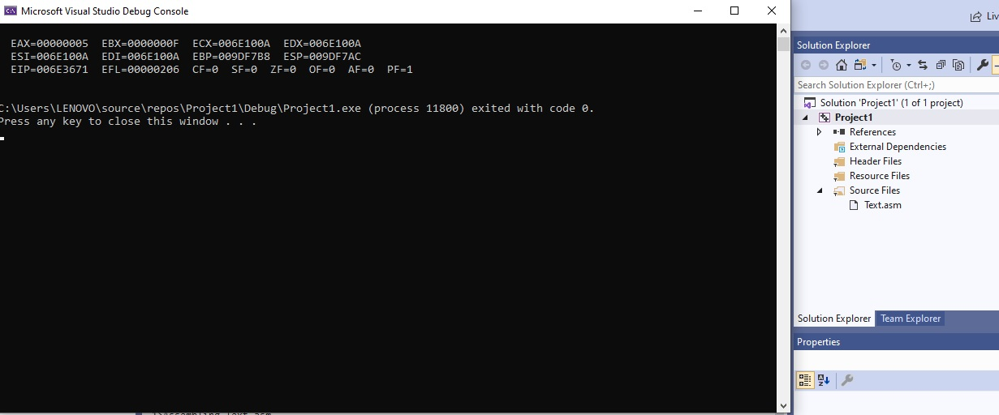 Microsoft Visual Studio Debug Console
EAX=00000005 EBX=0000000F ECX=006E100A EDX=006E100A
ESI=006E100A EDI=006E100A EBP=009DF7B8 ESP=009DF7AC
EIP=006E3671 EFL=00000206 CF=0 SF=0 ZF=0 OF=0 AF=0 PF=1
C:\Users\LENOVO\source\repos\Project1\Debug\Project1.exe (process 11800) exited with code 0.
Press any key to close this window . . .
Liv
Solution Explorer
Search Solution Explorer (Ctrl+;)
Solution 'Project1' (1 of 1 project)
Project1
References
External Dependencies
Header Files
Resource Files
Source Files
Text.asm
Solution Explorer Team Explorer
Properties